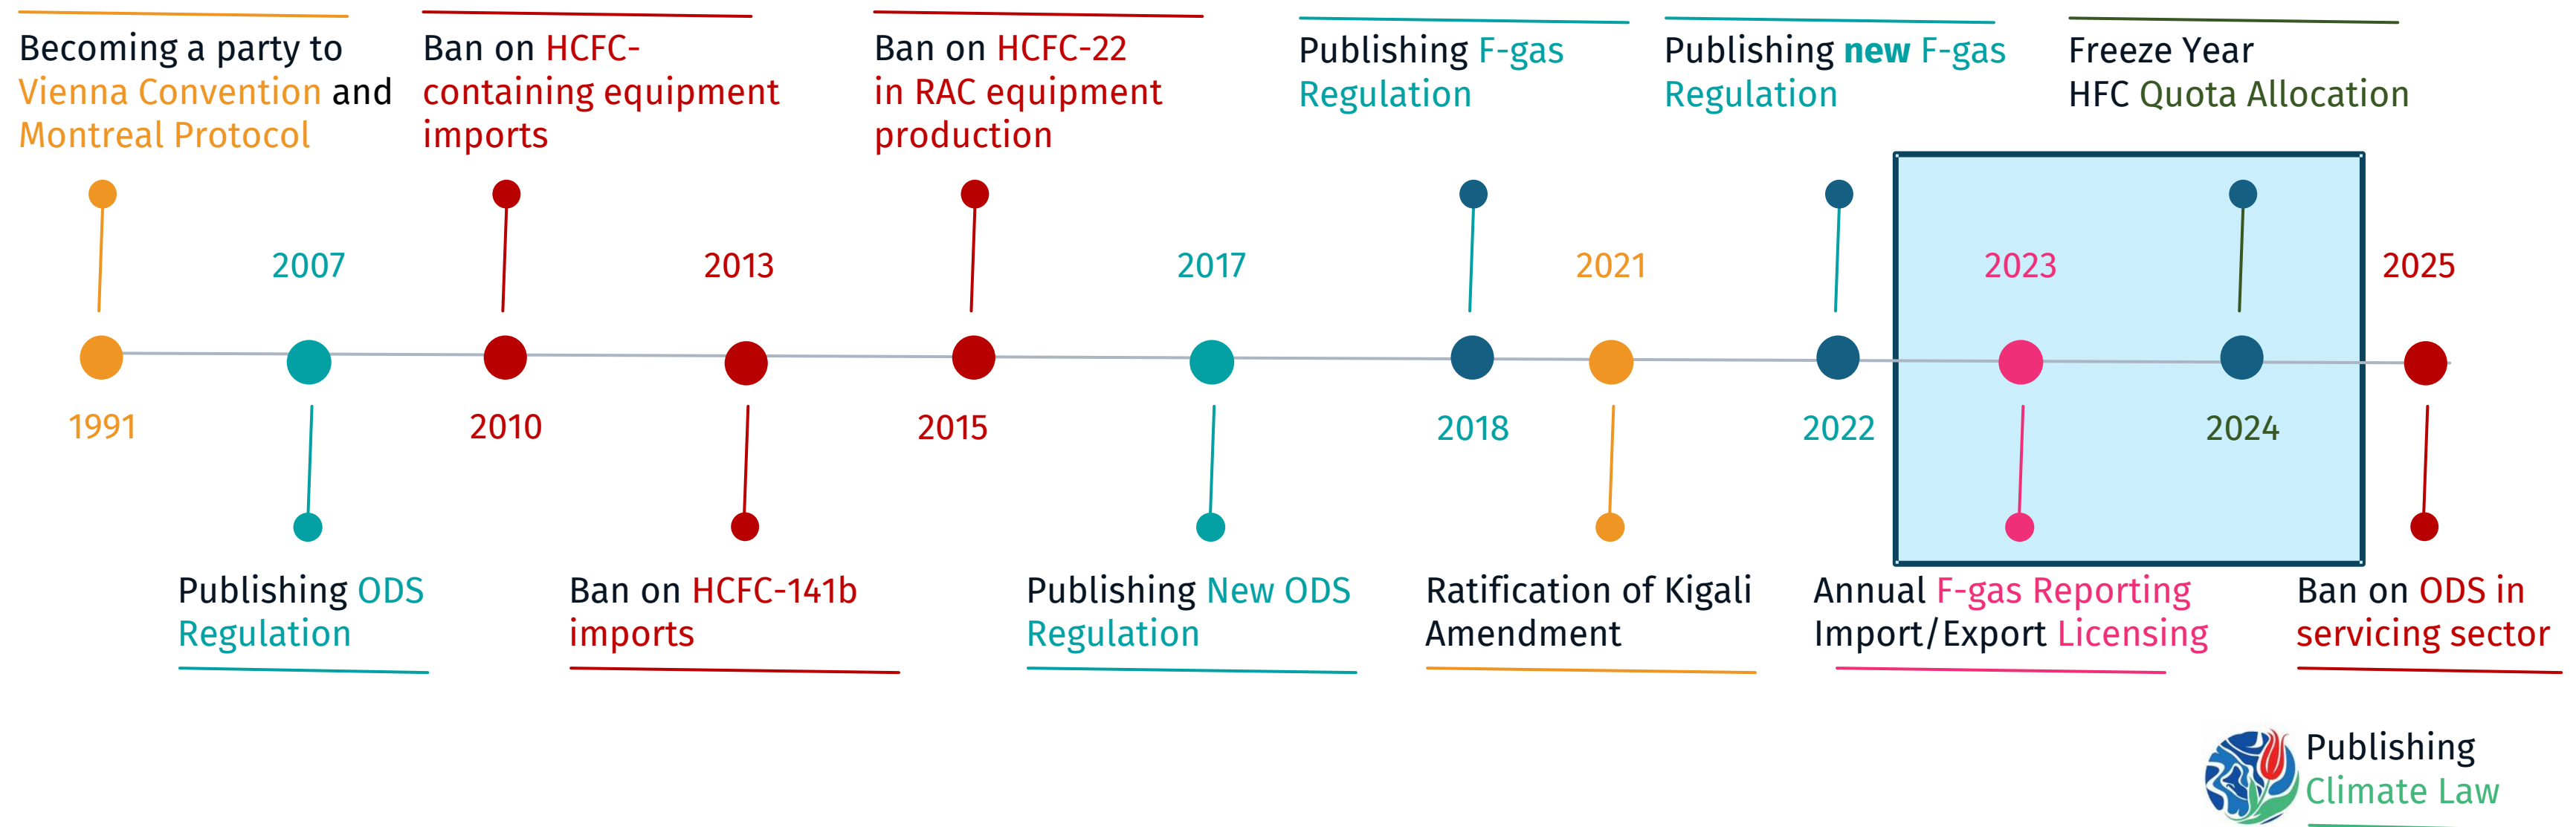 Becoming a party to
Vienna Convention and
Montreal Protocol
Ban on HCFC-
containing equipment
imports
Ban on HCFC-22
in RAC equipment
production
Publishing F-gas
Regulation
Publishing new F-gas
Regulation
Freeze Year
HFC Quota Allocation
2007
2013
2017
2021
2023
2025
1991
2010
2015
2018
2022
2024
Publishing ODS
Regulation
Ban on HCFC-141b
imports
Publishing New ODS
Regulation
Ratification of Kigali
Amendment
Annual F-gas Reporting
Import/Export Licensing
Ban on ODS in
servicing sector
Publishing
Climate Law